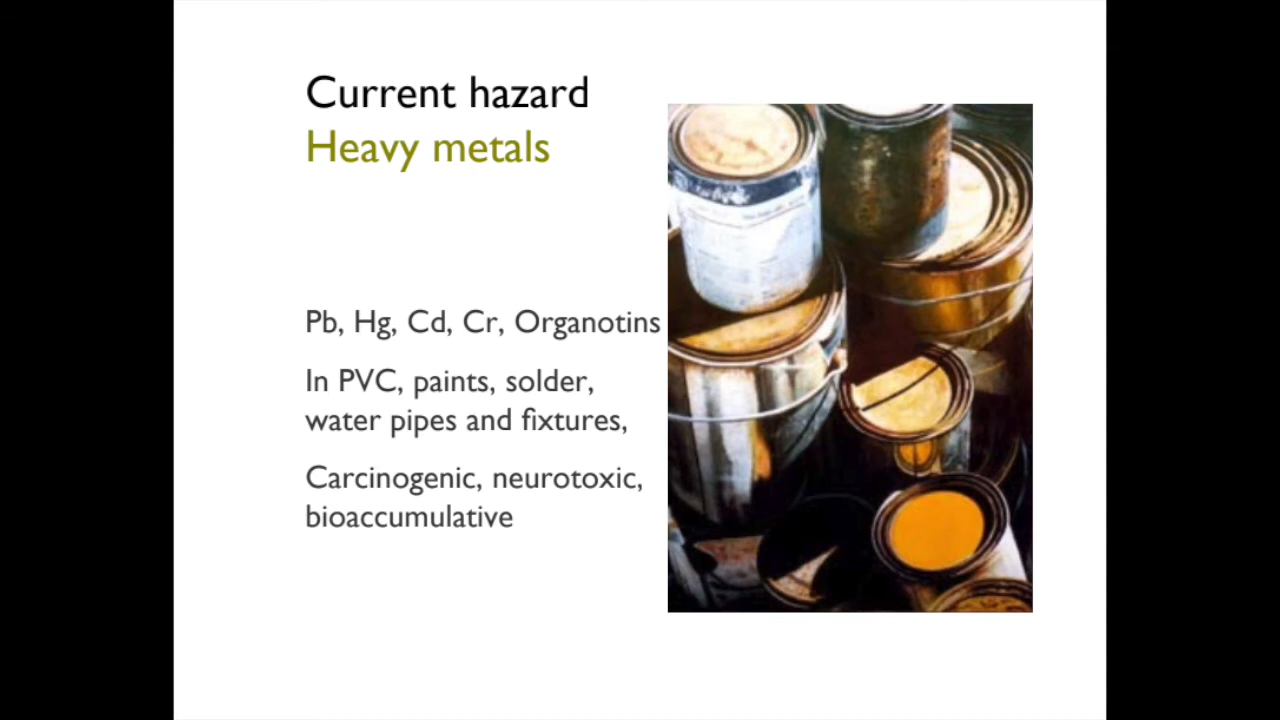 Current hazard
Heavy metals
Pb, Hg, Cd, Cr, Organotins
In PVC, paints, solder,
water pipes and fixtures,
Carcinogenic, neurotoxic,
bioaccumulative